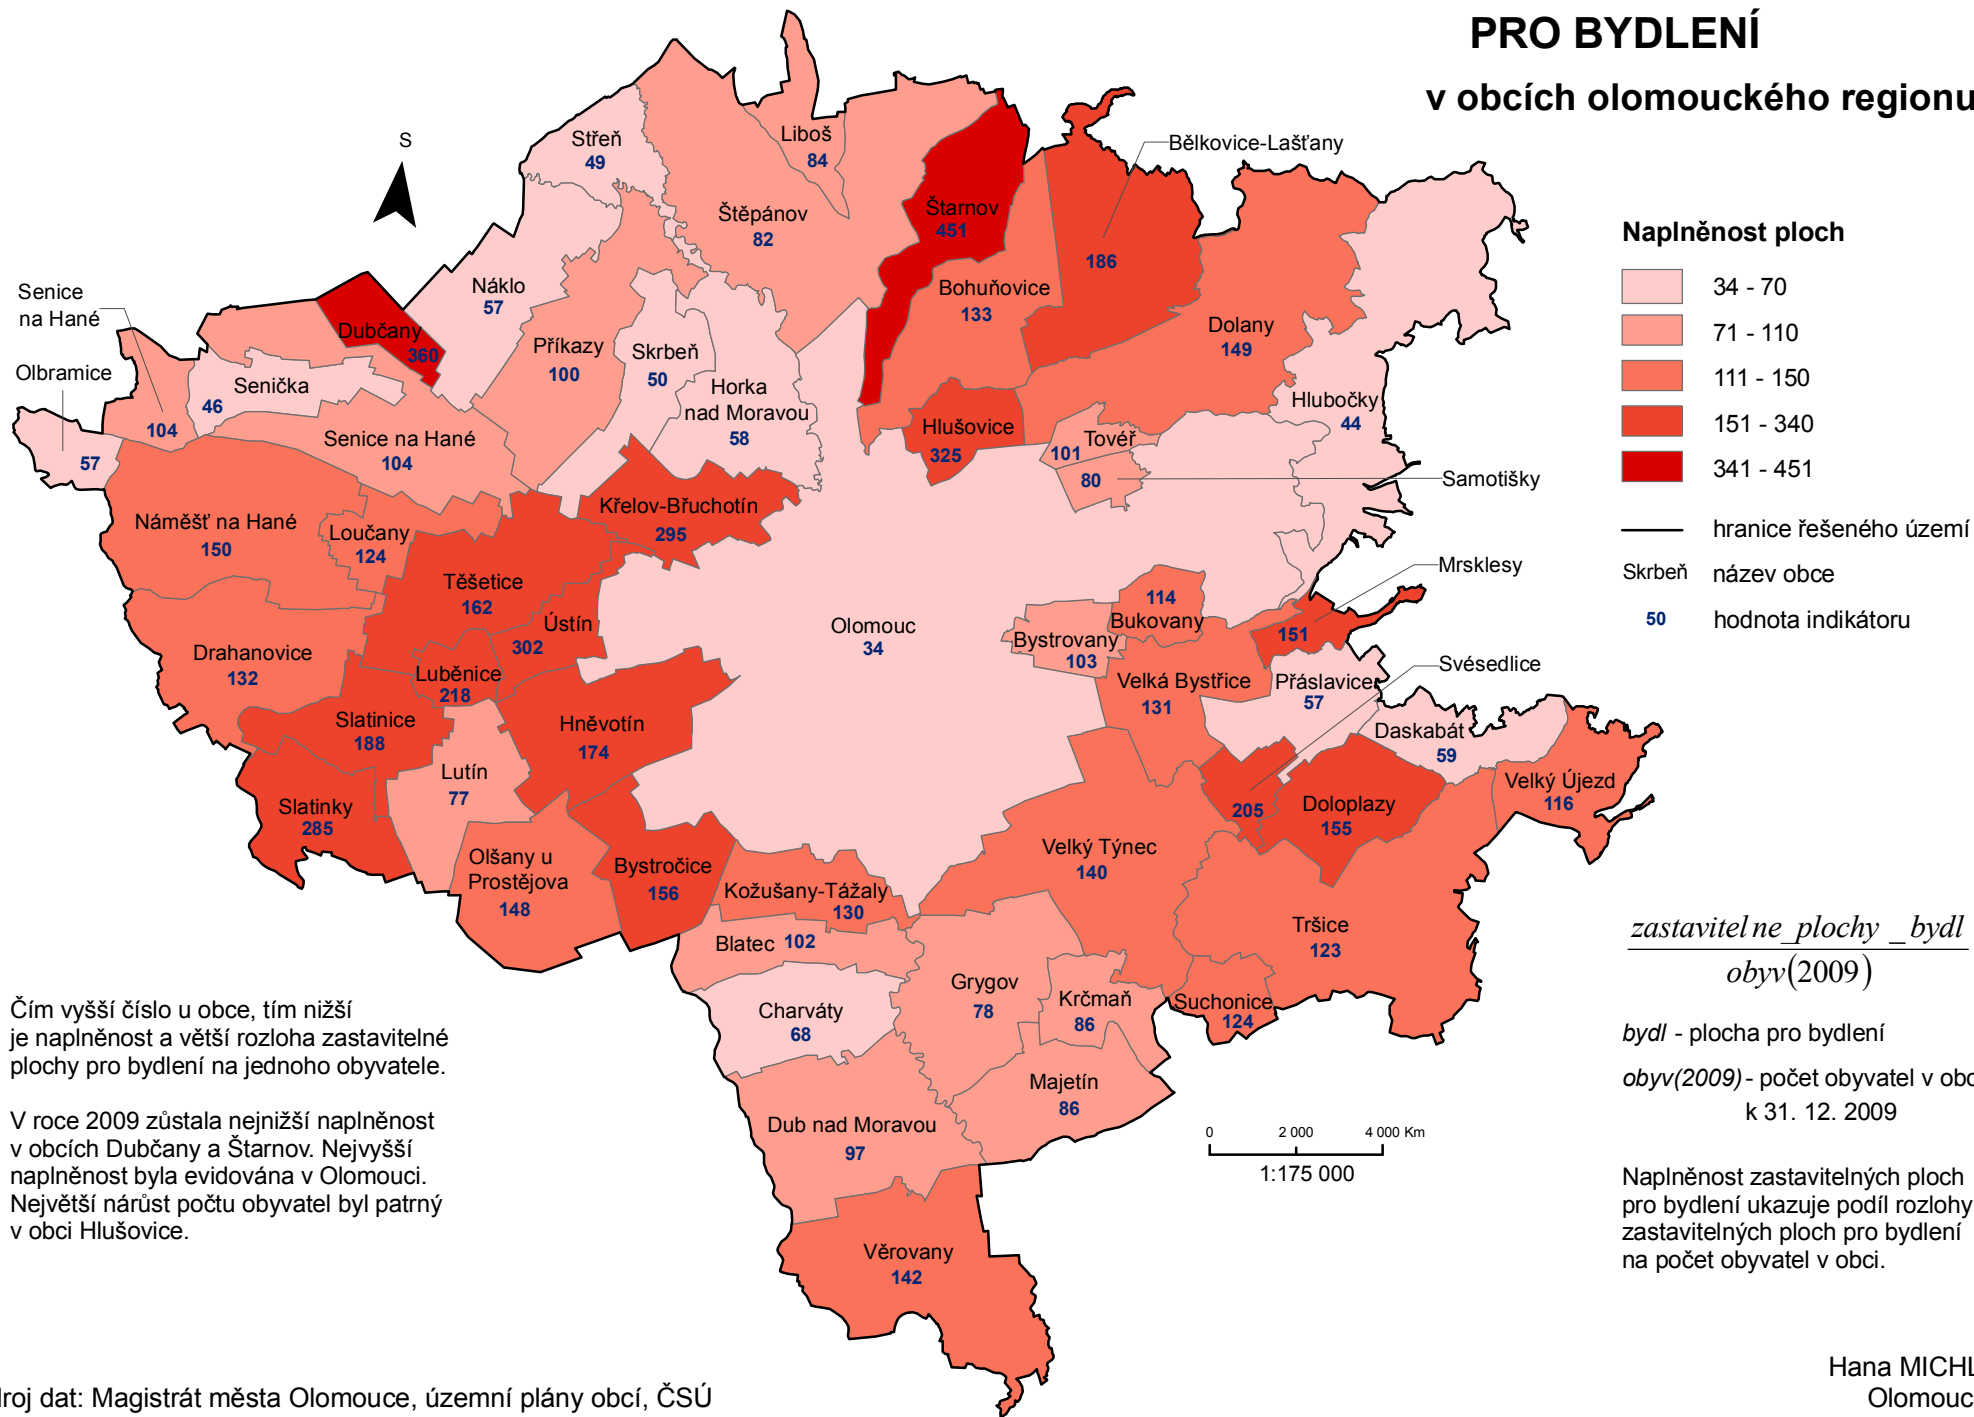 PRO BYDLENÍ
v obcích olomouckého regionu
S
Střeň
49
Liboš
84
Štěpánov
82
Štarnov
451
Bělkovice-Lašťany
186
Bohuňovice
133
Dolany
149
Náklo
57
Senice
na Hané
104
Dubčany
360
Příkazy
100
Skrbeň
50
Horka
nad Moravou
58
Olbramice
57
Senička
46
Senice na Hané
104
Hlušovice
325
Tovéř
101
80
Samotišky
Hlubočky
44
Náměšť na Hané
150
Loučany
124
Křelov-Břuchotín
295
Těšetice
162
Ústín
302
Olomouc
34
114
Bukovany
Bystrovany
103
Mrsklesy
151
Drahanovice
132
Luběnice
218
Velká Bystřice
131
Přáslavice
57
Svésedlice
205
Daskabát
59
Slatinice
188
Hněvotín
174
Lutín
77
Slatinky
285
Velký Újezd
116
Doloplazy
155
Olšany u
Prostějova
148
Bystročice
156
Kožušany-Tážaly
130
Velký Týnec
140
Blatec
102
Tršice
123
Grygov
78
Krčmaň
86
Suchonice
124
Charváty
68
Majetín
86
Dub nad Moravou
97
Věrovany
142
Naplněnost ploch
34 - 70
71 - 110
111 - 150
151 - 340
341 - 451
hranice řešeného území
Skrbeň název obce
50 hodnota indikátoru
zastavitel ne_plochy _bydl
obyv(2009)
bydl - plocha pro bydlení
obyv(2009) - počet obyvatel v obc
k 31. 12. 2009
Naplněnost zastavitelných ploch
pro bydlení ukazuje podíl rozlohy
zastavitelných ploch pro bydlení
na počet obyvatel v obci.
0 2 000 4 000 Km
1:175 000
Čím vyšší číslo u obce, tím nižší
je naplněnost a větší rozloha zastavitelné
plochy pro bydlení na jednoho obyvatele.
V roce 2009 zůstala nejnižší naplněnost
v obcích Dubčany a Štarnov. Nejvyšší
naplněnost byla evidována v Olomouci.
Největší nárůst počtu obyvatel byl patrný
v obci Hlušovice.
droj dat: Magistrát města Olomouce, územní plány obcí, ČSÚ
Hana MICHL
Olomouc